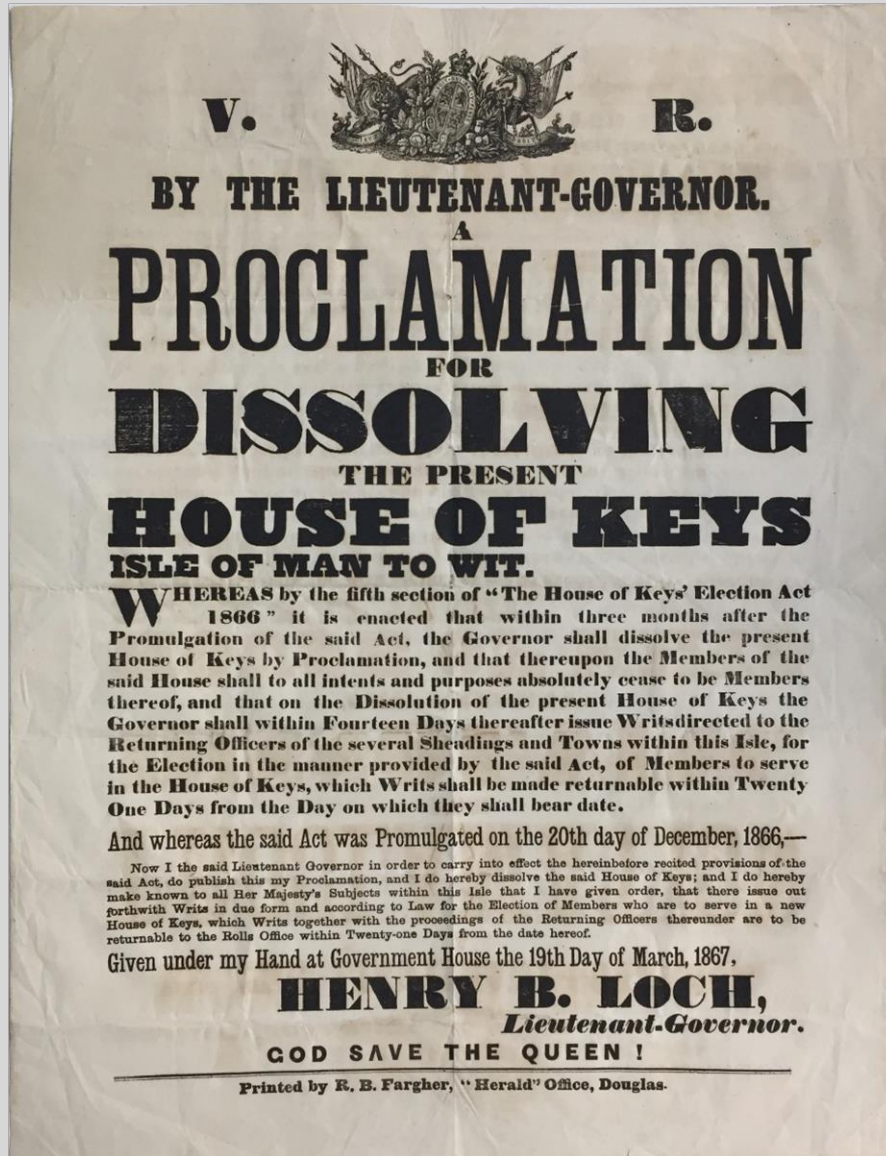 V. R.
BY THE LIEUTENANT-GOVERNOR.
A
PROCLAMATION
FOR
DISSOLVING
THE PRESENT
HOUSE OF KEYS
ISLE OF MAN TO WIT.
WHEREAS by the fifth section of "The House of Keys' Election Act
1866" it is enacted that within three months after the
Promulgation of the said Act, the Governor shall dissolve the present
House of Keys by Proclamation, and that thereupon the Members of the
said House shall to all intents and purposes absolutely cease to be Members
thereof, and that on the Dissolution of the present House of Keys the
Governor shall within Fourteen Days thereafter issue Writsdirected to the
Returning Officers of the several Sheadings and Towns within this Isle, for
the Election in the manner provided by the said Act, of Members to serve
in the House of Keys, which Writs shall be made returnable within Twenty
One Days from the Day on which they shall bear date.
And whereas the said Act was Promulgated on the 20th day of December, 1866,—
Now I the said Lieutenant Governor in order to carry into effect the hereinbefore recited provisions of the
said Act, do publish this my Proclamation, and I do hereby dissolve the said House of Keys; and I do hereby
make known to all Her Majesty's Subjects within this Isle that I have given order, that there issue out
forthwith Writs in due form and according to Law for the Election of Members who are to serve in a new
House of Keys, which Writs together with the proceedings of the Returning Officers thereunder are to be
returnable to the Rolls Office within Twenty-one Days from the date hereof.
Given under my Hand at Government House the 19th Day of March, 1867,
HENRY B. LOCH,
Lieutenant-Governor.
GOD SAVE THE QUEEN !
Printed by R. B. Fargher, "Herald" Office, Douglas.